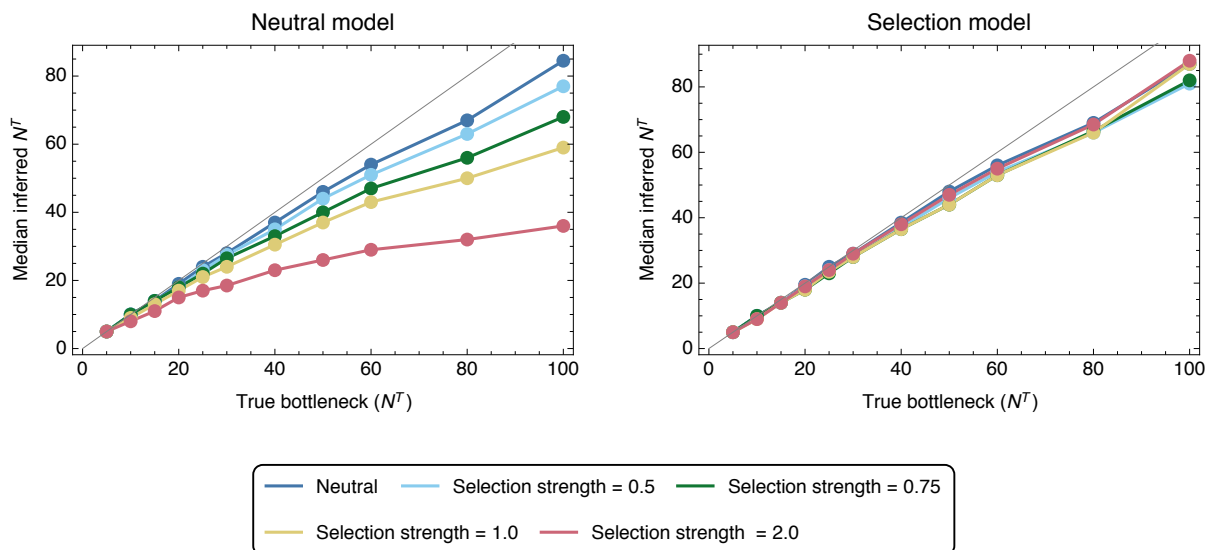 Neutral model
Selection model
Median inferred N^T
80
60
40
20
0
0 20 40 60 80 100
True bottleneck (N^T)
Median inferred N^T
80
60
40
20
0
0 20 40 60 80 100
True bottleneck (N^T)
Neutral Selection strength = 0.5 Selection strength = 0.75
Selection strength = 1.0 Selection strength = 2.0